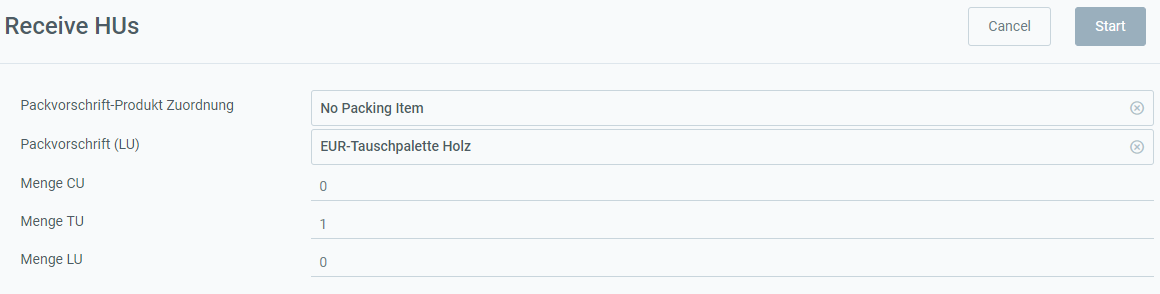 Receive HUs
Cancel
Start
Packvorschrift-Produkt Zuordnung
No Packing Item
Packvorschrift (LU)
EUR-Tauschpalette Holz
Menge CU
0
Menge TU
1
Menge LU
0